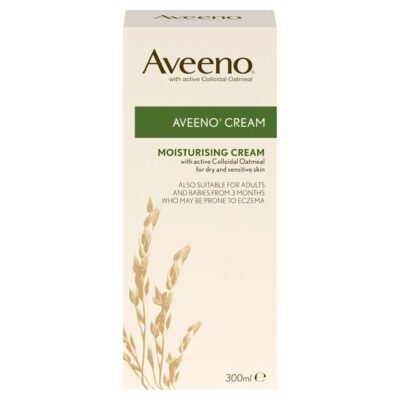 Aveeno®
with active Colloidal Oatmeal
AVEENO® CREAM
MOISTURISING CREAM
with active Colloidal Oatmeal
for dry and sensitive skin
ALSO SUITABLE FOR ADULTS
AND BABIES FROM 3 MONTHS
WHO MAY BE PRONE TO ECZEMA
300ml ℮